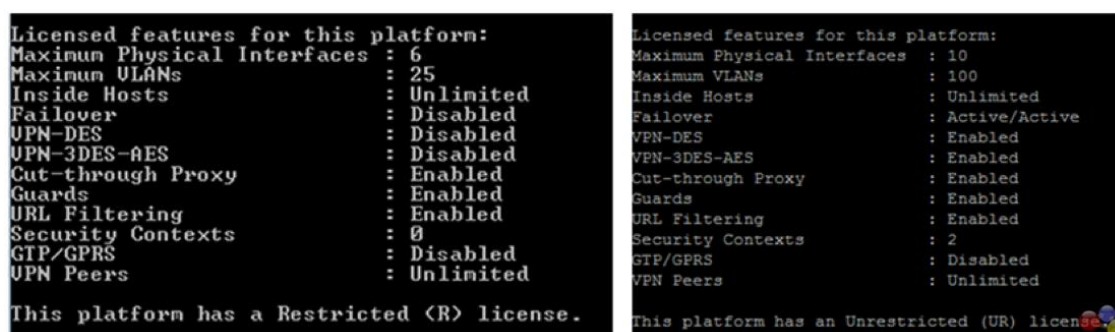 Licensed features for this platform:
Maximum Physical Interfaces : 6
Maximum VLANs : 25
Inside Hosts : Unlimited
Failover : Disabled
VPN-DES : Disabled
VPN-3DES-AES : Disabled
Cut-through Proxy : Enabled
Guards : Enabled
URL Filtering : Enabled
Security Contexts : 0
GTP/GPRS : Disabled
VPN Peers : Unlimited
This platform has a Restricted (R) license.
Licensed features for this platform:
Maximum Physical Interfaces : 10
Maximum VLANs : 100
Inside Hosts : Unlimited
Failover : Active/Active
VPN-DES : Enabled
VPN-3DES-AES : Enabled
Cut-through Proxy : Enabled
Guards : Enabled
URL Filtering : Enabled
Security Contexts : 2
GTP/GPRS : Disabled
VPN Peers : Unlimited
This platform has an Unrestricted (UR) license.